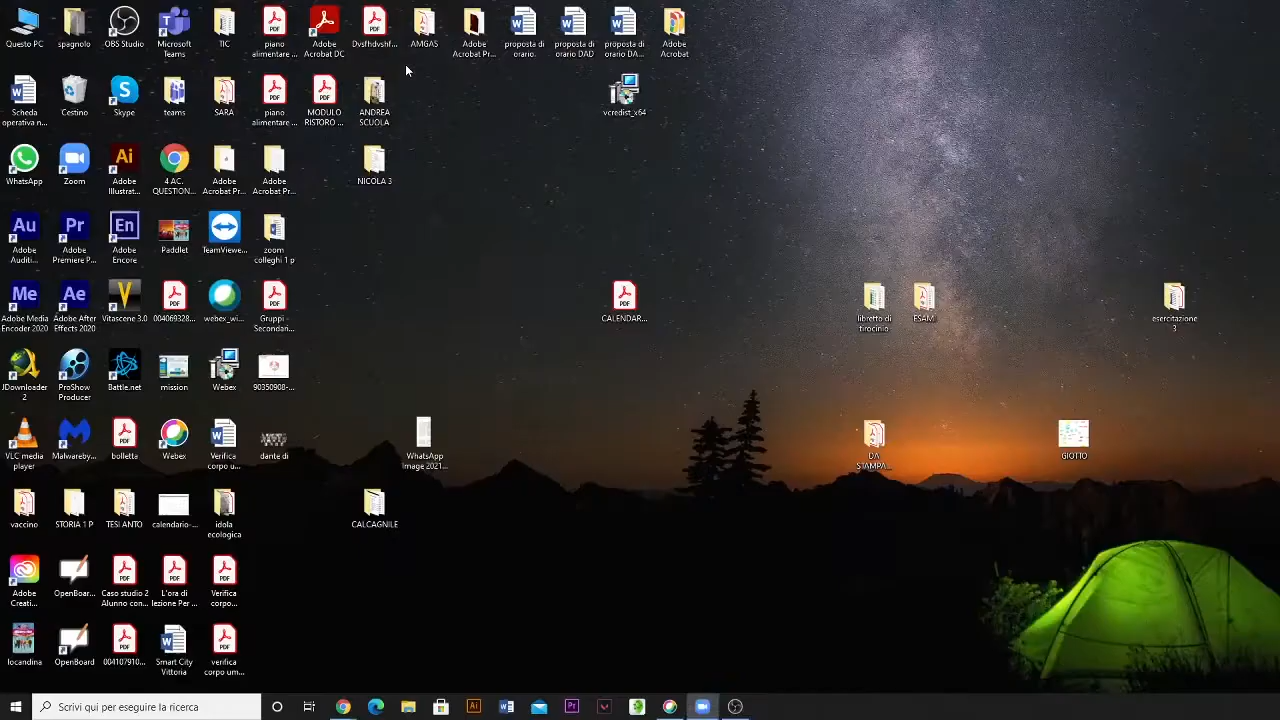 Questo PC
spagnolo
OBS Studio
Microsoft
Teams
TIC
piano
alimentare ...
Adobe
Acrobat DC
Dvsfhdvshf...
AMGAS
Adobe
Acrobat Pr...
proposta di
orario.
proposta di
orario DAD
proposta di
orario DA...
Adobe
Acrobat
Scheda
operativa n...
Cestino
Skype
teams
SARA
piano
alimentare ...
MODULO
RISTORO ...
ANDREA
SCUOLA
vcredist_x64
WhatsApp
Zoom
Adobe
Illustrat...
4 AC.
QUESTION...
Adobe
Acrobat Pr...
Adobe
Acrobat Pr...
NICOLA 3
Adobe
Auditi...
Adobe
Premiere P...
Adobe
Encore
Paddlet
TeamViewe...
zoom
colleghi 1 p
Adobe Media
Encoder 2020
Adobe After
Effects 2020
Vitascene 3.0
004069328...
webex_wi...
Gruppi -
Secondari...
CALENDAR...
libretto di
tirocinio
ESAMI
esercitazione
3
JDownloader
2
ProShow
Producer
Battle.net
mission
Webex
90350908-...
VLC media
player
Malwareby...
bolletta
Webex
Verifica
corpo u...
dante di
WhatsApp
Image 2021...
DA
STAMPA...
GIOTTO
vaccino
STORIA 1 P
TESI ANTO
calendario-...
idola
ecologica
CALCAGNILE
Adobe
Creati...
OpenBoar...
Caso studio 2
Alunno con...
L'ora di
lezione Per ...
Verifica
corpo...
locandina
OpenBoard
004107910...
Smart City
Vittoria
verifica
corpo um...
Scrivi qui per eseguire la ricerca